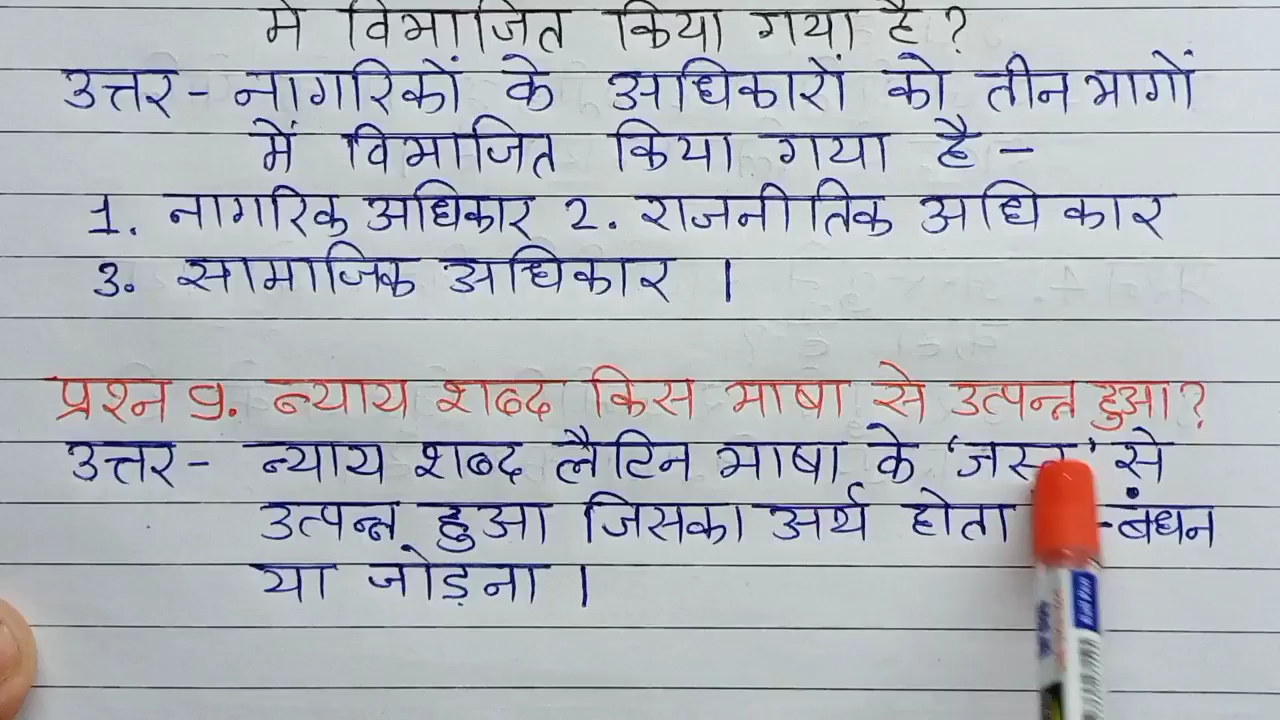 में विभाजित किया गया है ?
उत्तर - नागरिकों के अधिकारों को तीन भागों
में विभाजित किया गया है -
1. नागरिक अधिकार 2. राजनीतिक अधिकार
3. सामाजिक अधिकार ।
प्रश्न 9. न्याय शब्द किस भाषा से उत्पन्न हुआ?
उत्तर - न्याय शब्द लैटिन भाषा के ' ' से
उत्पन्न हुआ जिसका अर्थ होता - बंधन
या जोड़ना ।